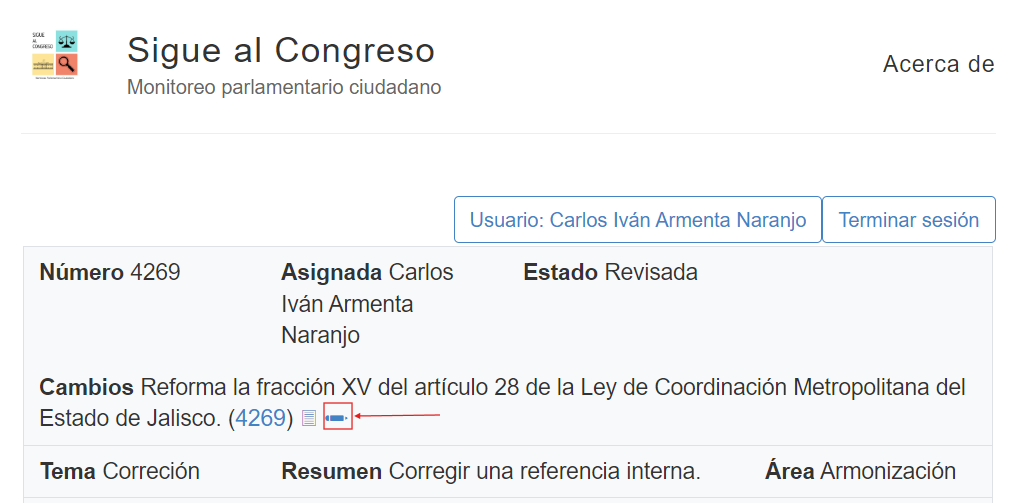 SIGUE
AL
CONGRESO
Sigue al Congreso
Monitoreo parlamentario ciudadano
Acerca de
Usuario: Carlos Iván Armenta Naranjo
Terminar sesión
Número 4269
Asignada Carlos
Iván Armenta
Naranjo
Estado Revisada
Cambios Reforma la fracción XV del artículo 28 de la Ley de Coordinación Metropolitana del
Estado de Jalisco. (4269)
Tema Correción
Resumen Corregir una referencia interna.
Área Armonización